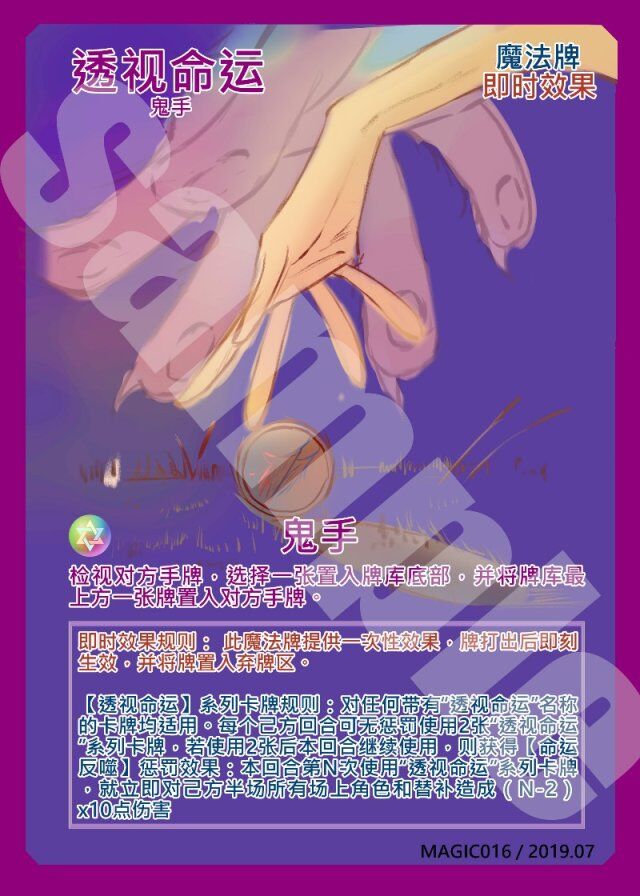 透视命运
鬼手
魔法牌
即时效果
Sample
鬼手
检视对方手牌，选择一张置入牌库底部，并将牌库最
上方一张牌置入对方手牌。
即时效果规则： 此魔法牌提供一次性效果，牌打出后即刻
生效，并将牌置入弃牌区。
【透视命运】系列卡牌规则：对任何带有“透视命运”名称
的卡牌均适用。每个己方回合可无惩罚使用2张“透视命运
”系列卡牌，若使用2张后本回合继续使用，则获得【命运
反噬】惩罚效果：本回合第N次使用“透视命运”系列卡牌
，就立即对己方半场所有场上角色和替补造成（N-2）
x10点伤害
MAGIC016 / 2019.07